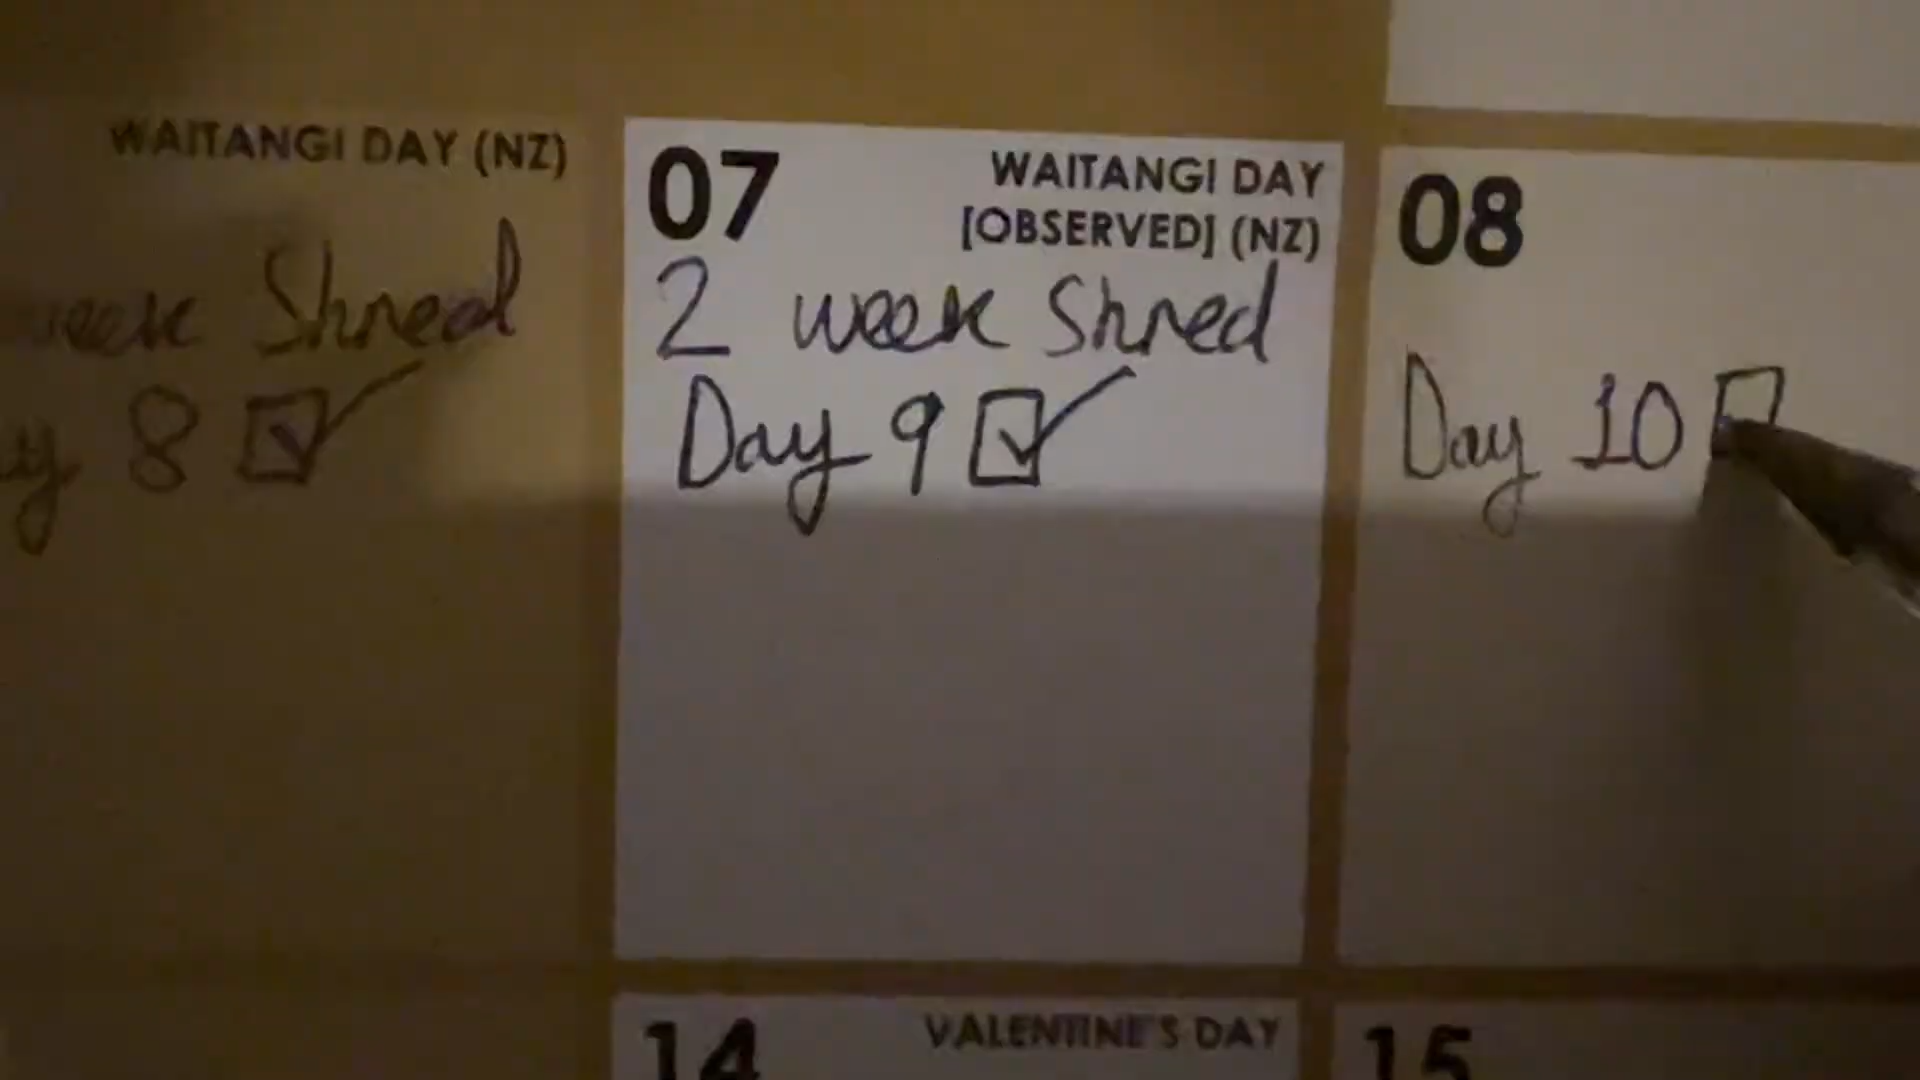 WAITANGI DAY (NZ)
week Shred
8
07
WAITANGI DAY
[OBSERVED] (NZ)
2 week Shred
Day 9
08
Day 10
14
VALENTINE'S DAY
15